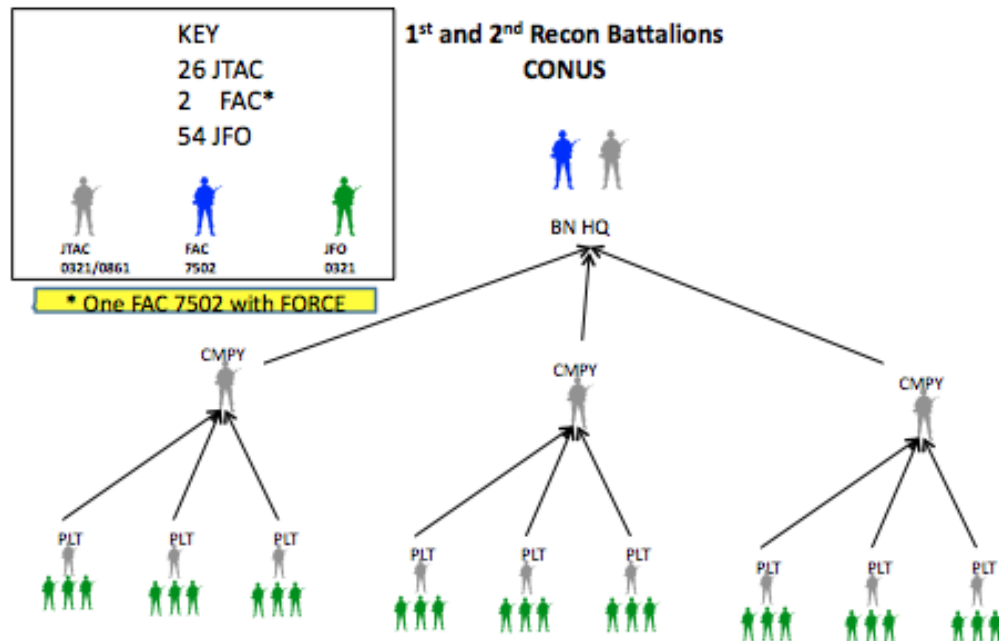 KEY
26 JTAC
2 FAC*
54 JFO
JTAC
0321/0861
FAC
7502
JFO
0321
* One FAC 7502 with FORCE
1st and 2nd Recon Battalions
CONUS
BN HQ
CMPY
CMPY
CMPY
PLT
PLT
PLT
PLT
PLT
PLT
PLT
PLT
PLT